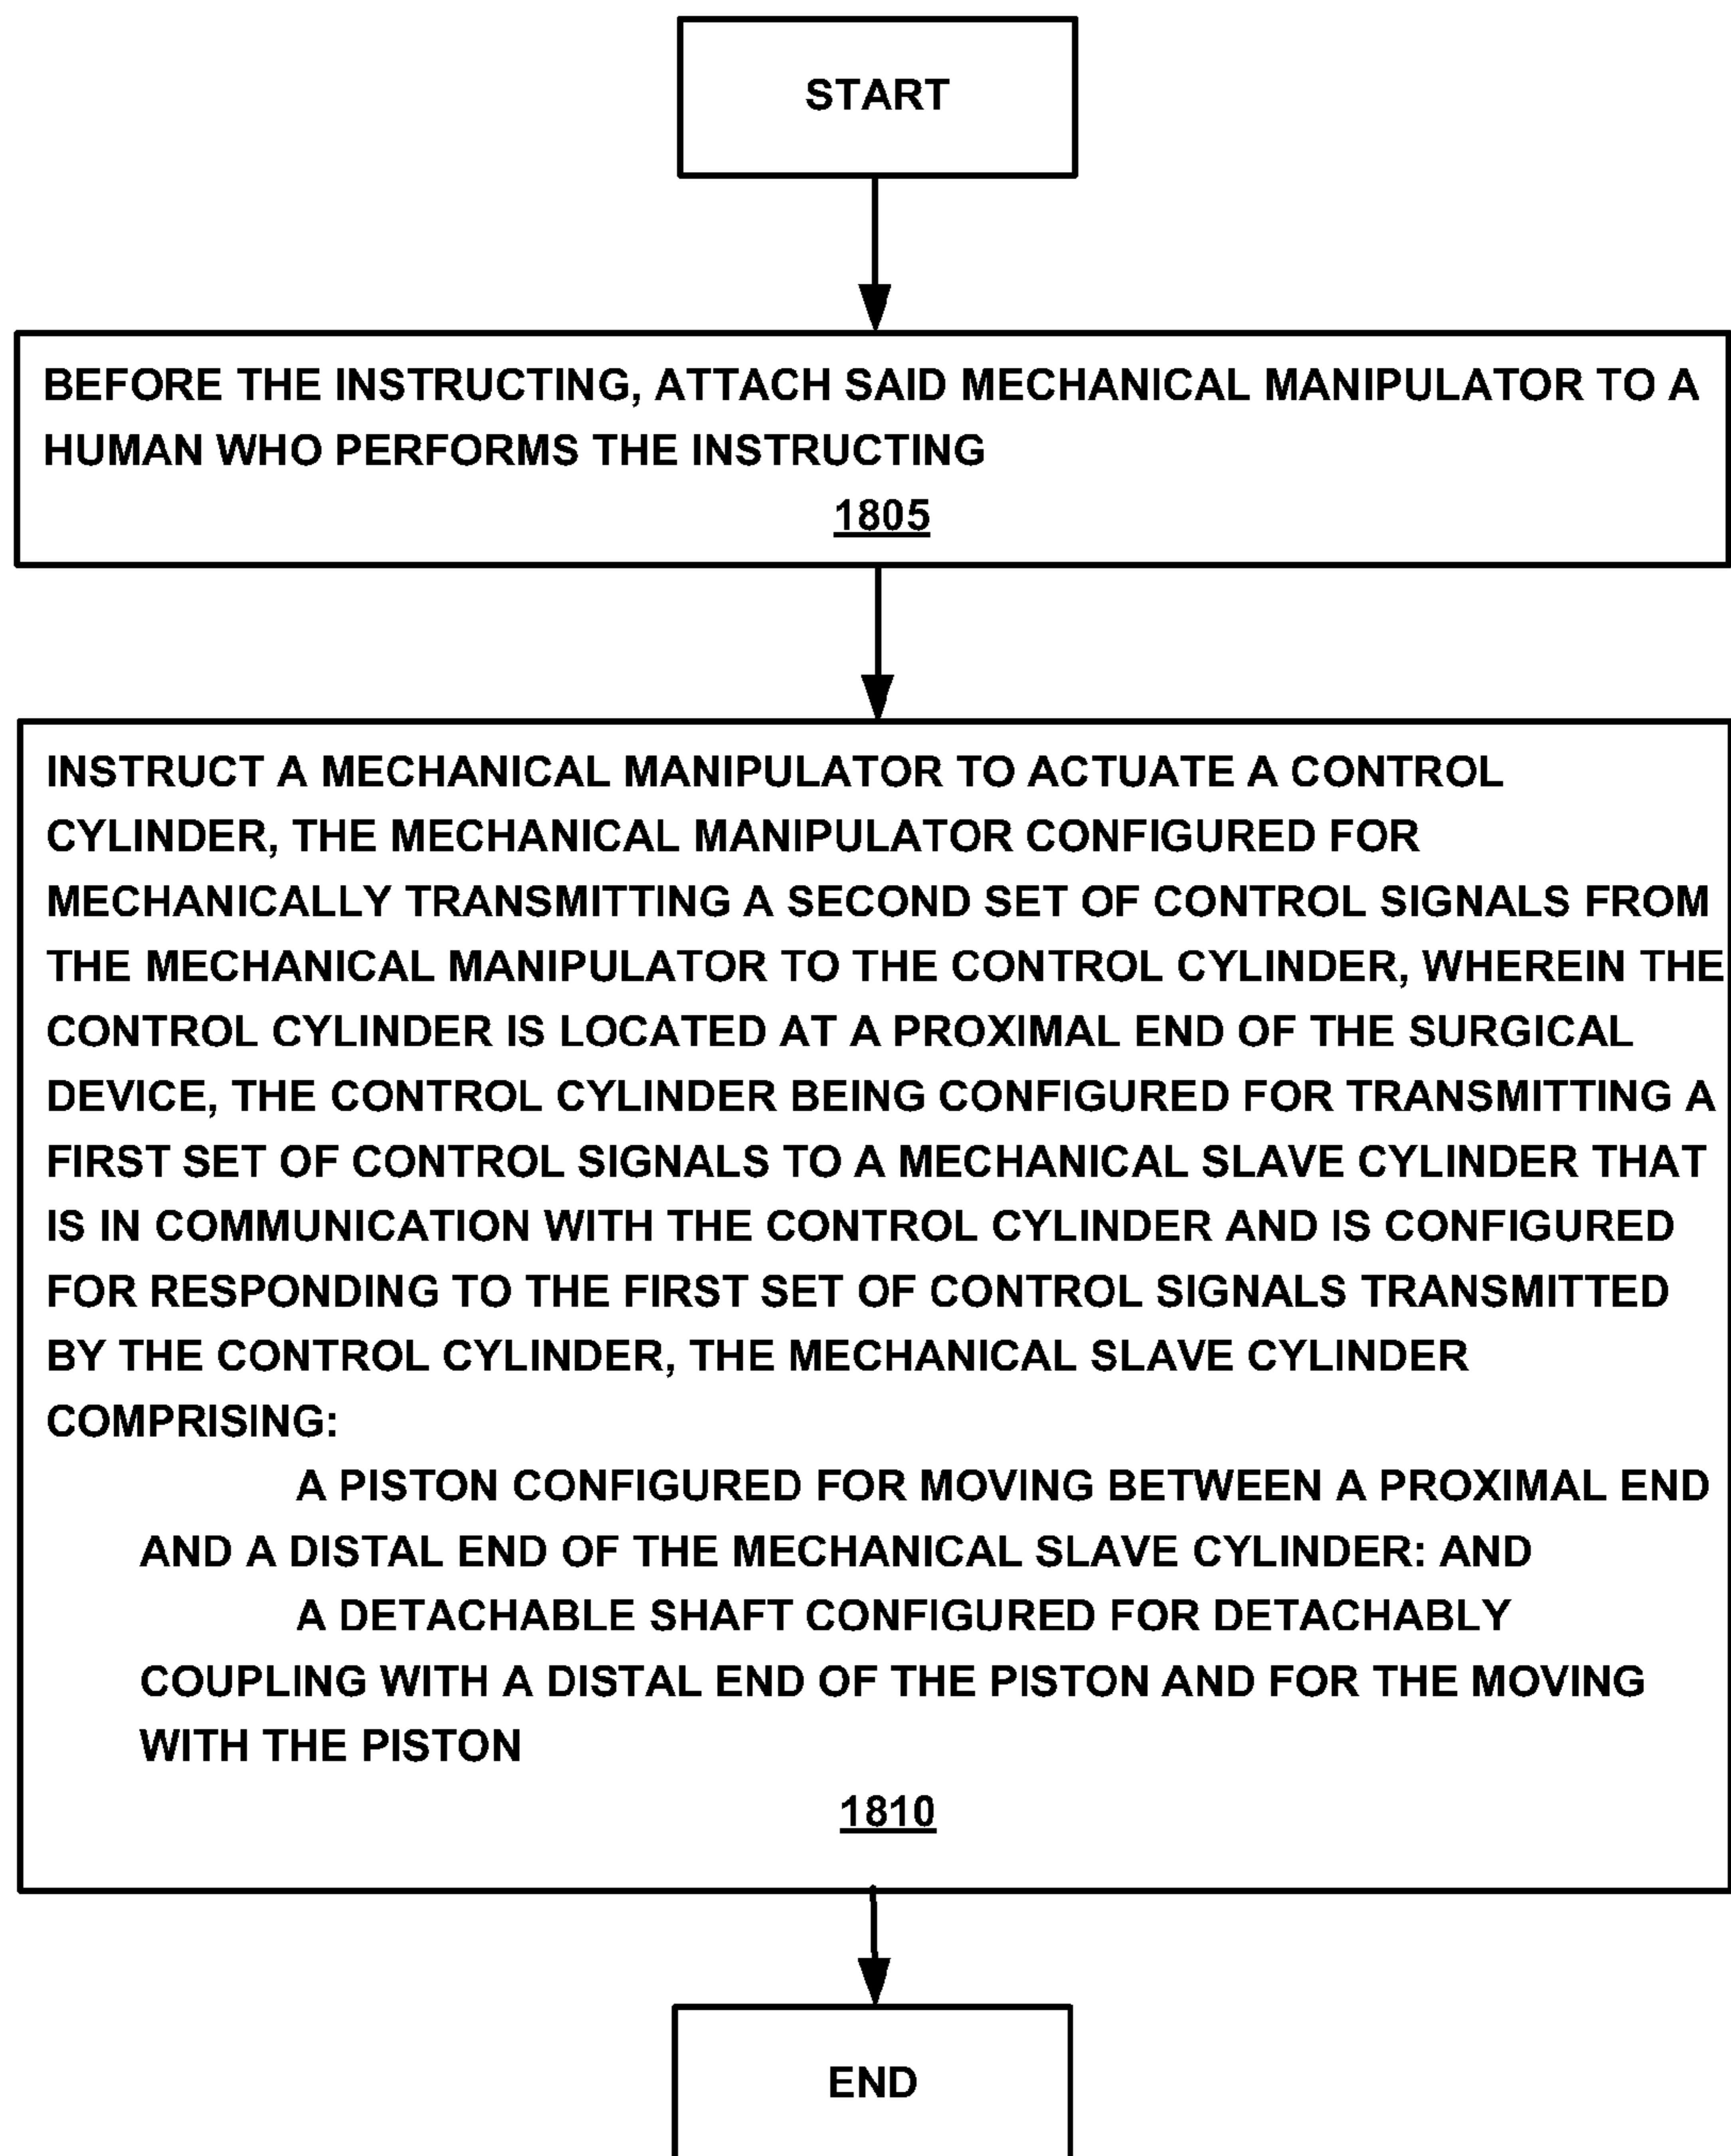 START
BEFORE THE INSTRUCTING, ATTACH SAID MECHANICAL MANIPULATOR TO A
HUMAN WHO PERFORMS THE INSTRUCTING
1805
INSTRUCT A MECHANICAL MANIPULATOR TO ACTUATE A CONTROL
CYLINDER, THE MECHANICAL MANIPULATOR CONFIGURED FOR
MECHANICALLY TRANSMITTING A SECOND SET OF CONTROL SIGNALS FROM
THE MECHANICAL MANIPULATOR TO THE CONTROL CYLINDER, WHEREIN THE
CONTROL CYLINDER IS LOCATED AT A PROXIMAL END OF THE SURGICAL
DEVICE, THE CONTROL CYLINDER BEING CONFIGURED FOR TRANSMITTING A
FIRST SET OF CONTROL SIGNALS TO A MECHANICAL SLAVE CYLINDER THAT
IS IN COMMUNICATION WITH THE CONTROL CYLINDER AND IS CONFIGURED
FOR RESPONDING TO THE FIRST SET OF CONTROL SIGNALS TRANSMITTED
BY THE CONTROL CYLINDER, THE MECHANICAL SLAVE CYLINDER
COMPRISING:
A PISTON CONFIGURED FOR MOVING BETWEEN A PROXIMAL END
AND A DISTAL END OF THE MECHANICAL SLAVE CYLINDER: AND
A DETACHABLE SHAFT CONFIGURED FOR DETACHABLY
COUPLING WITH A DISTAL END OF THE PISTON AND FOR THE MOVING
WITH THE PISTON
1810
END